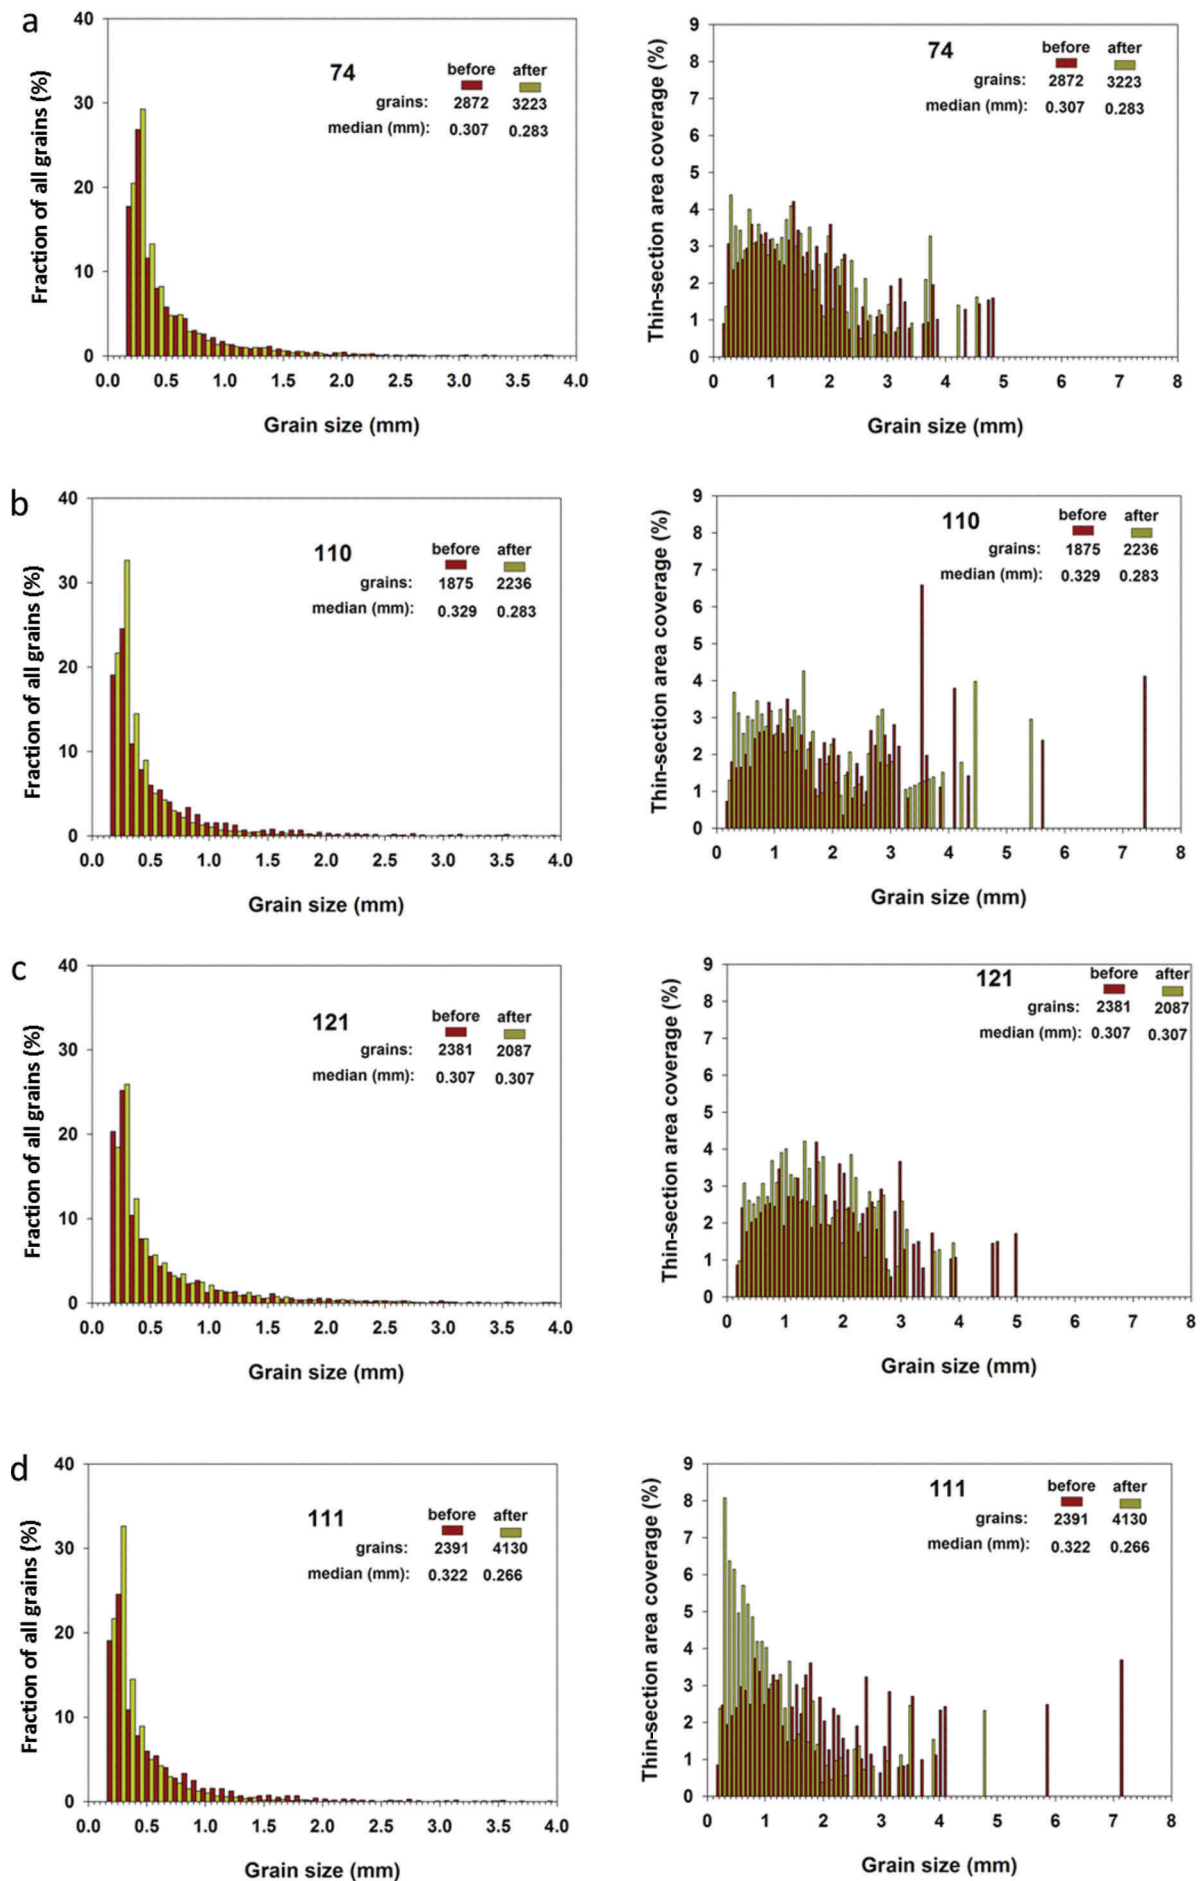 a
40
30
20
10
0
Fraction of all grains (%)
74
before after
grains: 2872 3223
median (mm): 0.307 0.283
0.0 0.5 1.0 1.5 2.0 2.5 3.0 3.5 4.0
Grain size (mm)
9
8
7
6
5
4
3
2
1
0
Thin-section area coverage (%)
74
before after
grains: 2872 3223
median (mm): 0.307 0.283
0 1 2 3 4 5 6 7 8
Grain size (mm)
b
40
30
20
10
0
Fraction of all grains (%)
110
before after
grains: 1875 2236
median (mm): 0.329 0.283
0.0 0.5 1.0 1.5 2.0 2.5 3.0 3.5 4.0
Grain size (mm)
9
8
7
6
5
4
3
2
1
0
Thin-section area coverage (%)
110
before after
grains: 1875 2236
median (mm): 0.329 0.283
0 1 2 3 4 5 6 7 8
Grain size (mm)
c
40
30
20
10
0
Fraction of all grains (%)
121
before after
grains: 2381 2087
median (mm): 0.307 0.307
0.0 0.5 1.0 1.5 2.0 2.5 3.0 3.5 4.0
Grain size (mm)
9
8
7
6
5
4
3
2
1
0
Thin-section area coverage (%)
121
before after
grains: 2381 2087
median (mm): 0.307 0.307
0 1 2 3 4 5 6 7 8
Grain size (mm)
d
40
30
20
10
0
Fraction of all grains (%)
111
before after
grains: 2391 4130
median (mm): 0.322 0.266
0.0 0.5 1.0 1.5 2.0 2.5 3.0 3.5 4.0
Grain size (mm)
9
8
7
6
5
4
3
2
1
0
Thin-section area coverage (%)
111
before after
grains: 2391 4130
median (mm): 0.322 0.266
0 1 2 3 4 5 6 7 8
Grain size (mm)